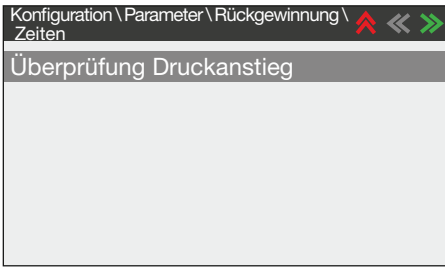 Konfiguration\Parameter\Rückgewinnung\
Zeiten
Überprüfung Druckanstieg